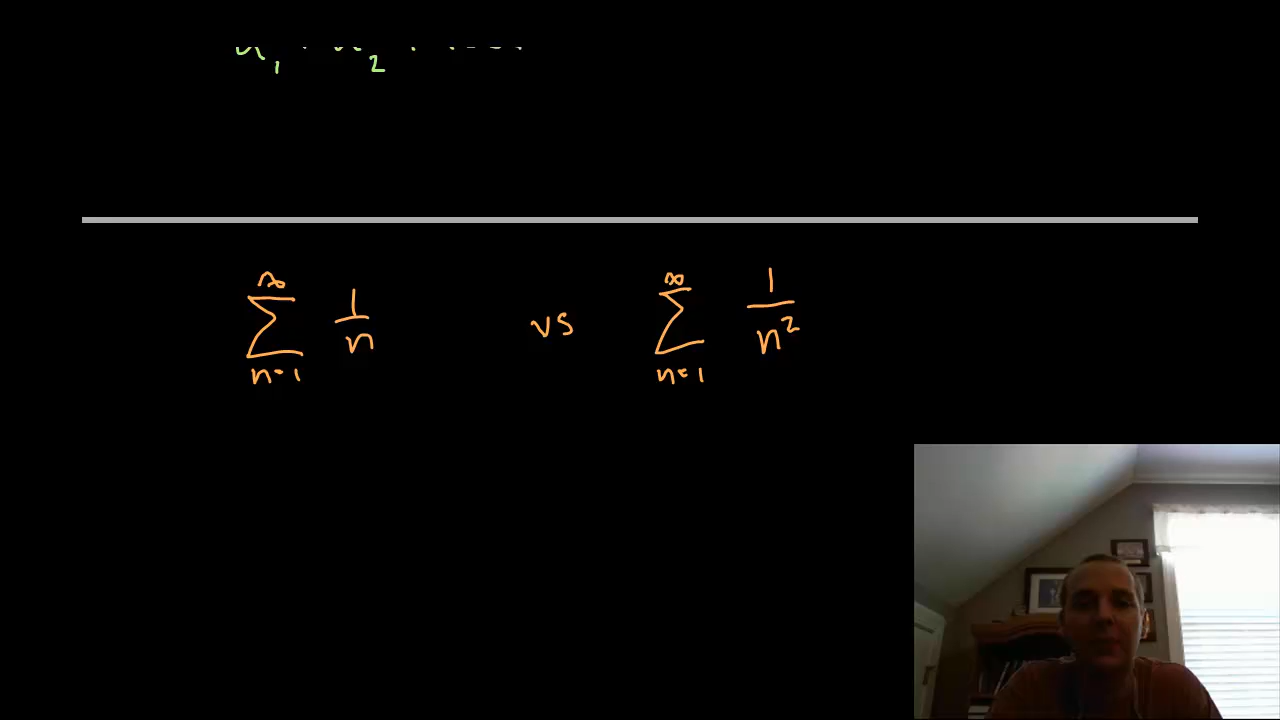 ∑_{n=1}^{∞} 1/n vs ∑_{n=1}^{∞} 1/n²